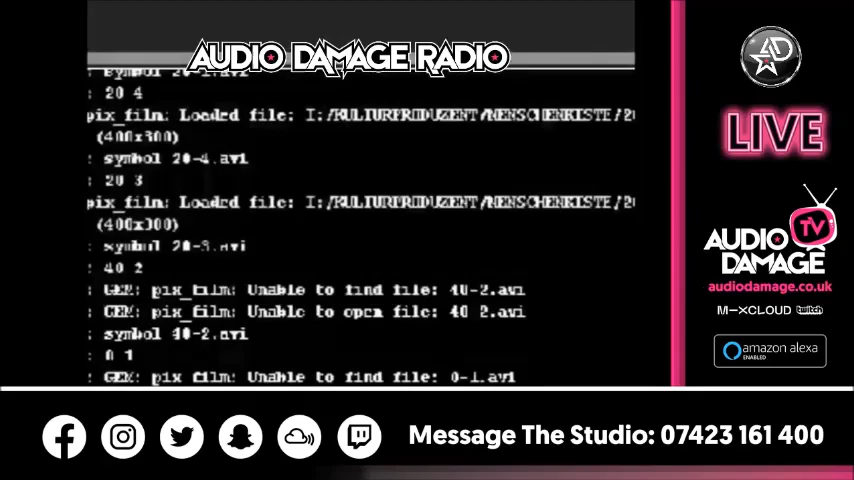 AUDIO DAMAGE RADIO
: symbol 20-1.avi
: 20 4
pix_film: Loaded file: I:/KULTURPRODUZENT/MENSCHENKISTE/20
(400x300)
: symbol 20-4.avi
: 20 3
pix_film: Loaded file: I:/KULTURPRODUZENT/MENSCHENKISTE/20
(400x300)
: symbol 20-3.avi
: 40 2
: GEM: pix_film: Unable to find file: 40-2.avi
: GEM: pix_film: Unable to open file: 40-2.avi
: symbol 40-2.avi
: 0 1
: GEM: pix_film: Unable to find file: 0-1.avi
AD
LIVE
AUDIO TV
DAMAGE
audiodamage.co.uk
MIXCLOUD twitch
amazon alexa
ENABLED
Message The Studio: 07423 161 400